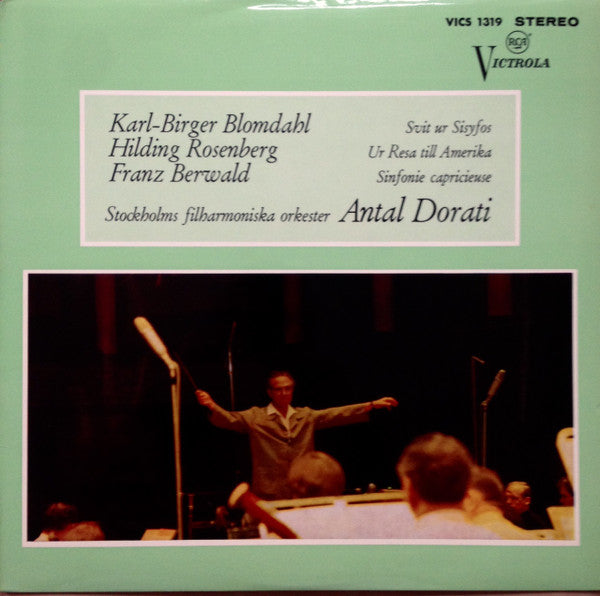 VICS 1319 STEREO
RCA
VICTROLA
Karl-Birger Blomdahl Svit ur Sisyfos
Hilding Rosenberg Ur Resa till Amerika
Franz Berwald Sinfonie capricieuse
Stockholms filharmoniska orkester Antal Dorati